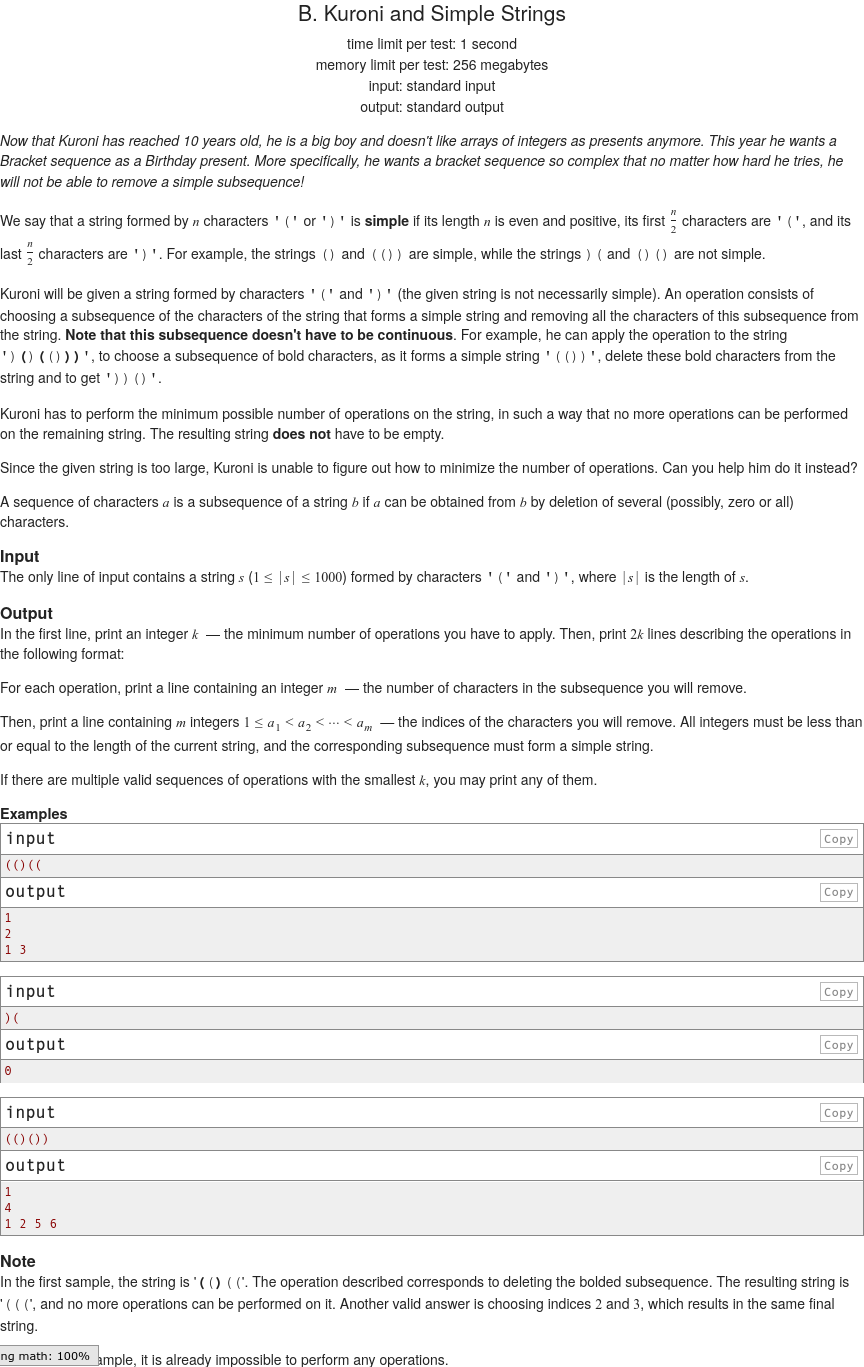 B. Kuroni and Simple Strings
time limit per test: 1 second
memory limit per test: 256 megabytes
input: standard input
output: standard output
Now that Kuroni has reached 10 years old, he is a big boy and doesn't like arrays of integers as presents anymore. This year he wants a
Bracket sequence as a Birthday present. More specifically, he wants a bracket sequence so complex that no matter how hard he tries, he
will not be able to remove a simple subsequence!
We say that a string formed by n characters '(' or ')' is simple if its length n is even and positive, its first n/2 characters are '(', and its
last n/2 characters are ')'. For example, the strings () and (()) are simple, while the strings )( and ()() are not simple.
Kuroni will be given a string formed by characters '(' and ')' (the given string is not necessarily simple). An operation consists of
choosing a subsequence of the characters of the string that forms a simple string and removing all the characters of this subsequence from
the string. Note that this subsequence doesn't have to be continuous. For example, he can apply the operation to the string
')()(()))', to choose a subsequence of bold characters, as it forms a simple string '(())', delete these bold characters from the
string and to get '))()'.
Kuroni has to perform the minimum possible number of operations on the string, in such a way that no more operations can be performed
on the remaining string. The resulting string does not have to be empty.
Since the given string is too large, Kuroni is unable to figure out how to minimize the number of operations. Can you help him do it instead?
A sequence of characters a is a subsequence of a string b if a can be obtained from b by deletion of several (possibly, zero or all)
characters.
Input
The only line of input contains a string s (1 ≤ |s| ≤ 1000) formed by characters '(' and ')', where |s| is the length of s.
Output
In the first line, print an integer k — the minimum number of operations you have to apply. Then, print 2k lines describing the operations in
the following format:
For each operation, print a line containing an integer m — the number of characters in the subsequence you will remove.
Then, print a line containing m integers 1 ≤ a1 < a2 < ··· < am — the indices of the characters you will remove. All integers must be less than
or equal to the length of the current string, and the corresponding subsequence must form a simple string.
If there are multiple valid sequences of operations with the smallest k, you may print any of them.
Examples
input Copy
(()((
output Copy
1
2
1 3
input Copy
)(
output Copy
0
input Copy
(()())
output Copy
1
4
1 2 5 6
Note
In the first sample, the string is '(()(('. The operation described corresponds to deleting the bolded subsequence. The resulting string is
'(((', and no more operations can be performed on it. Another valid answer is choosing indices 2 and 3, which results in the same final
string.
ng math: 100% ample, it is already impossible to perform any operations.